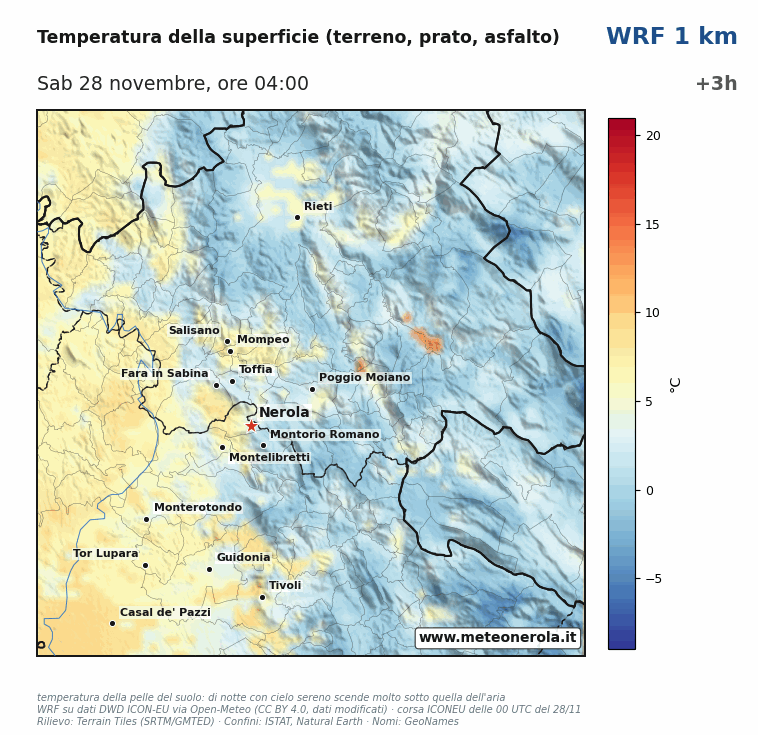 Temperatura della superficie (terreno, prato, asfalto)
WRF 1 km
Sab 28 novembre, ore 04:00
+3h
20
15
10
5
0
−5
°C
Rieti
Salisano
Mompeo
Toffia
Fara in Sabina
Poggio Moiano
Nerola
Montorio Romano
Montelibretti
Monterotondo
Tor Lupara
Guidonia
Tivoli
Casal de' Pazzi
www.meteonerola.it
temperatura della pelle del suolo: di notte con cielo sereno scende molto sotto quella dell'aria
WRF su dati DWD ICON-EU via Open-Meteo (CC BY 4.0, dati modificati) · corsa ICONEU delle 00 UTC del 28/11
Rilievo: Terrain Tiles (SRTM/GMTED) · Confini: ISTAT, Natural Earth · Nomi: GeoNames